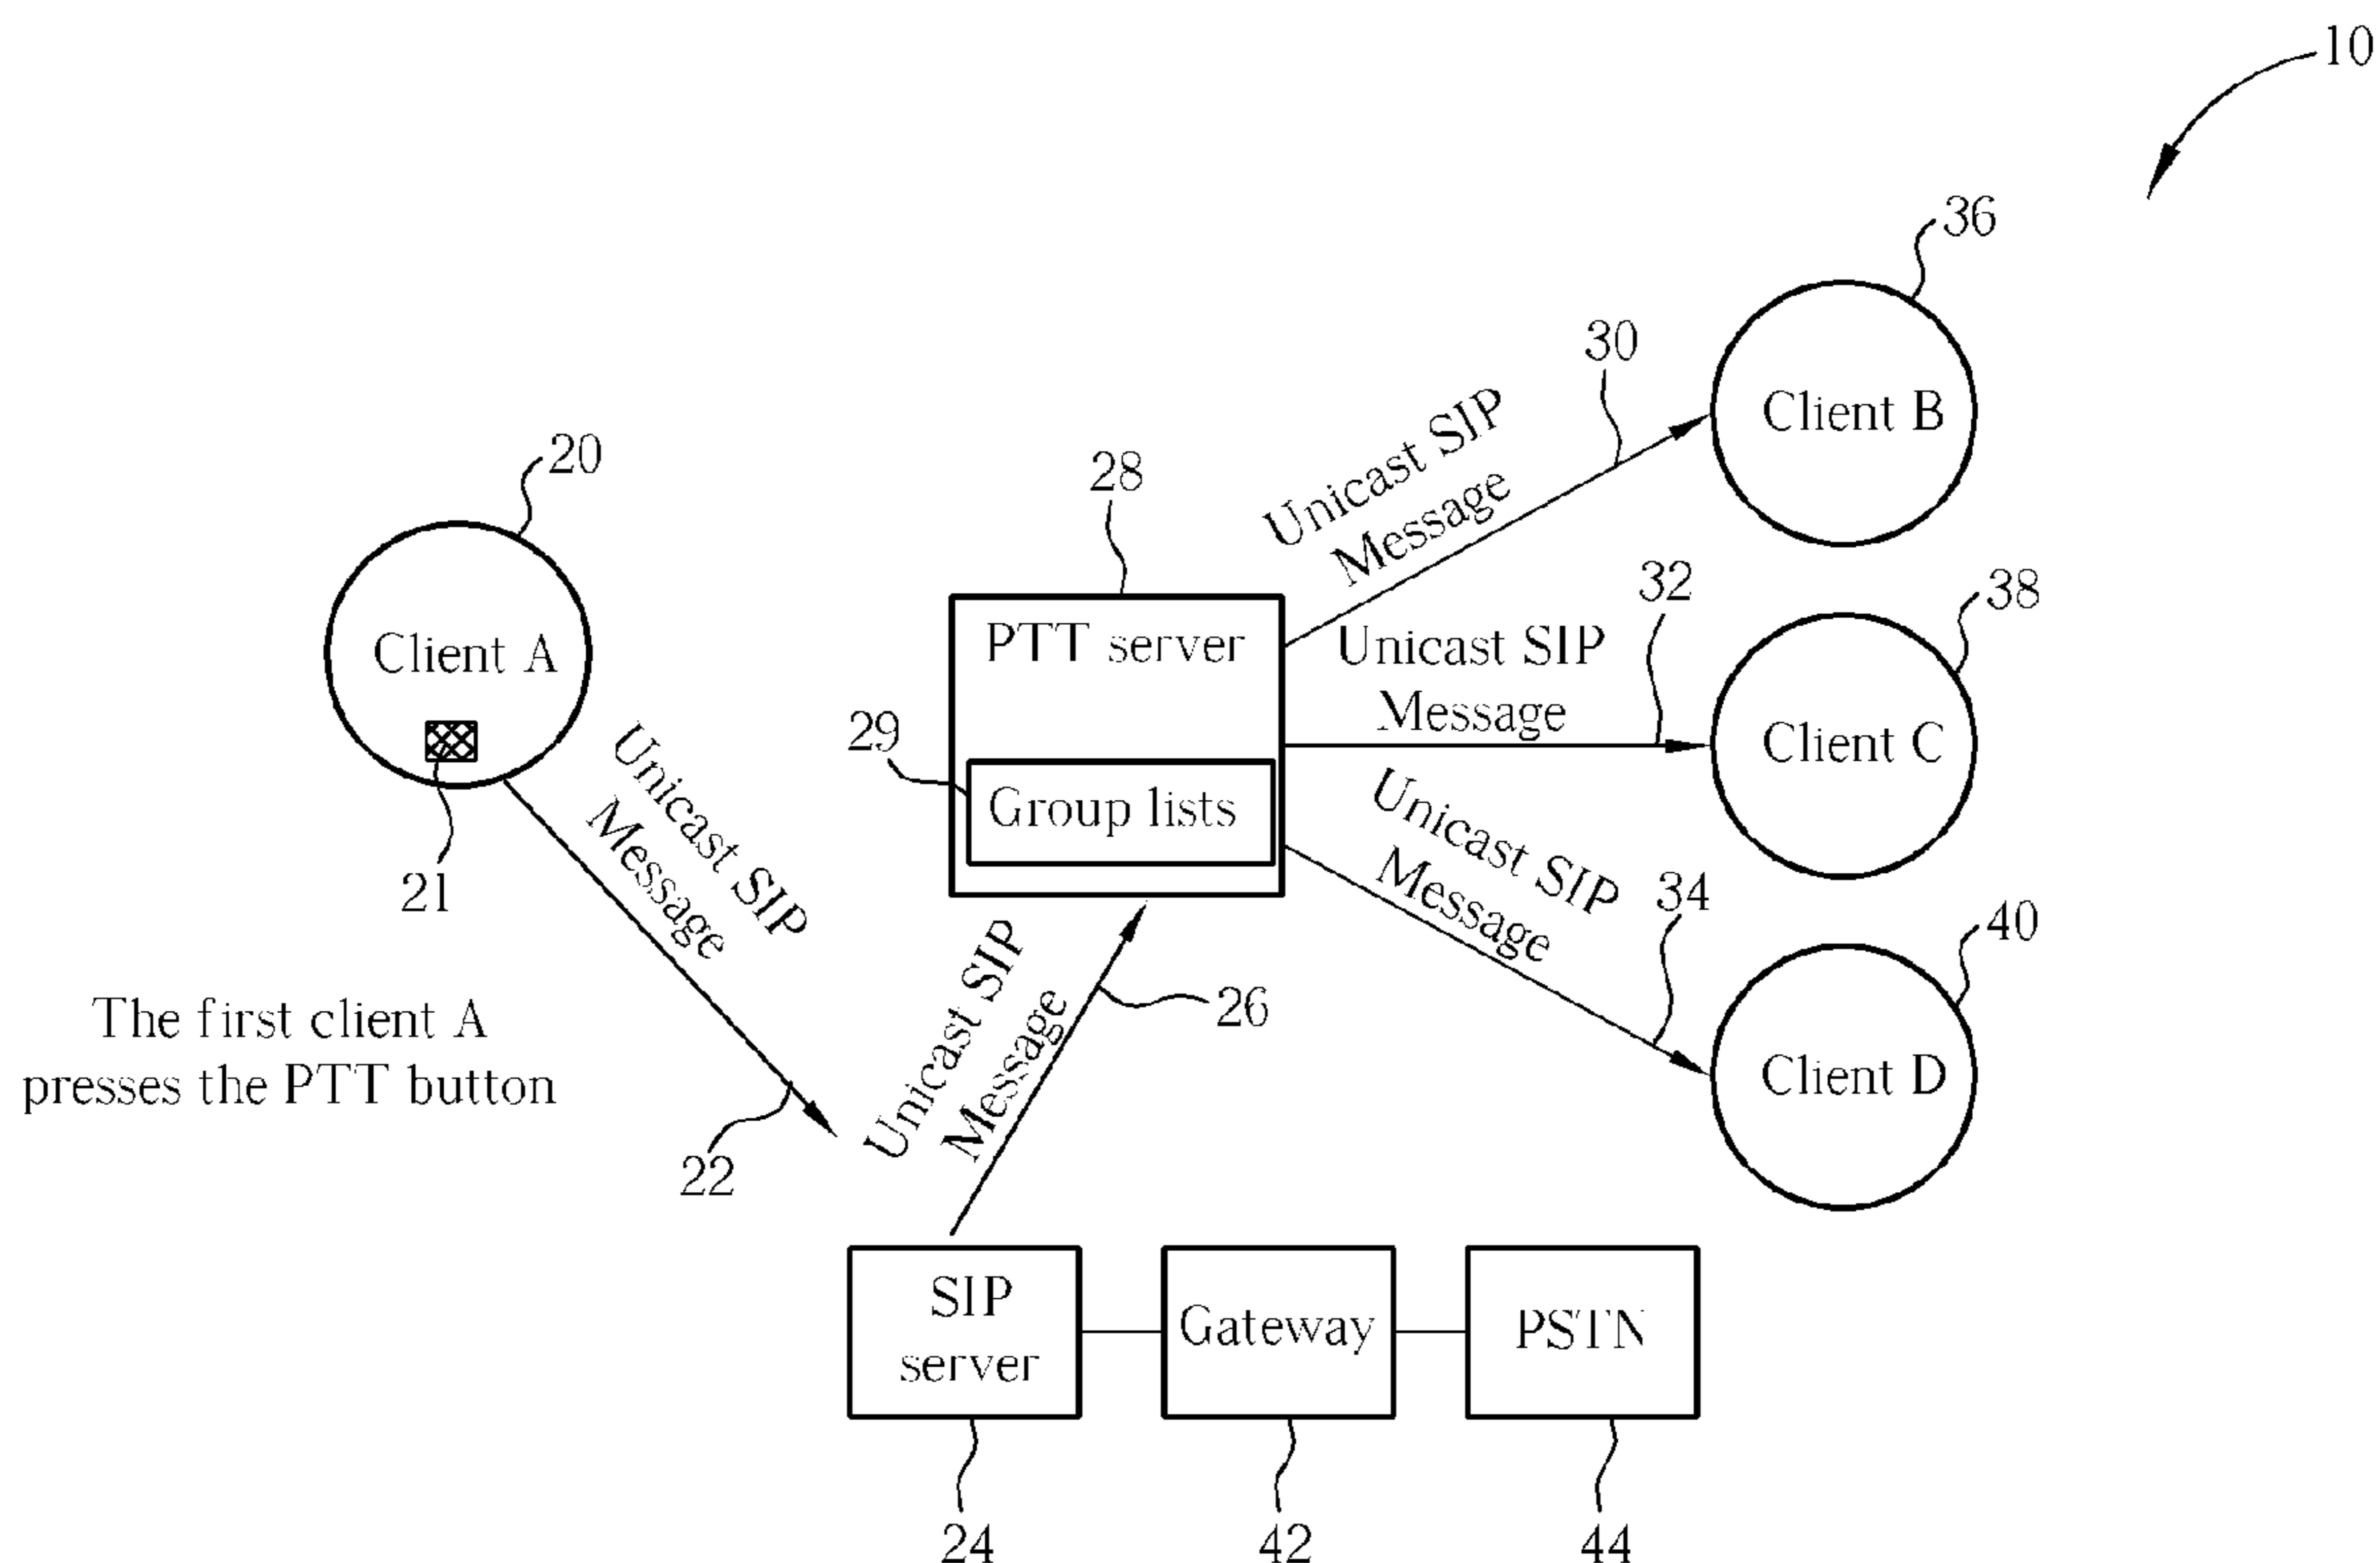 10
36
30
Client B
20
28
Unicast SIP
Message
32
38
Client A
PTT server
Unicast SIP
Message
Client C
29
Group lists
21
Unicast SIP
Message
Unicast SIP
Message
34
40
The first client A
presses the PTT button
22
Unicast SIP
Message
26
Client D
SIP
server
Gateway
PSTN
24
42
44